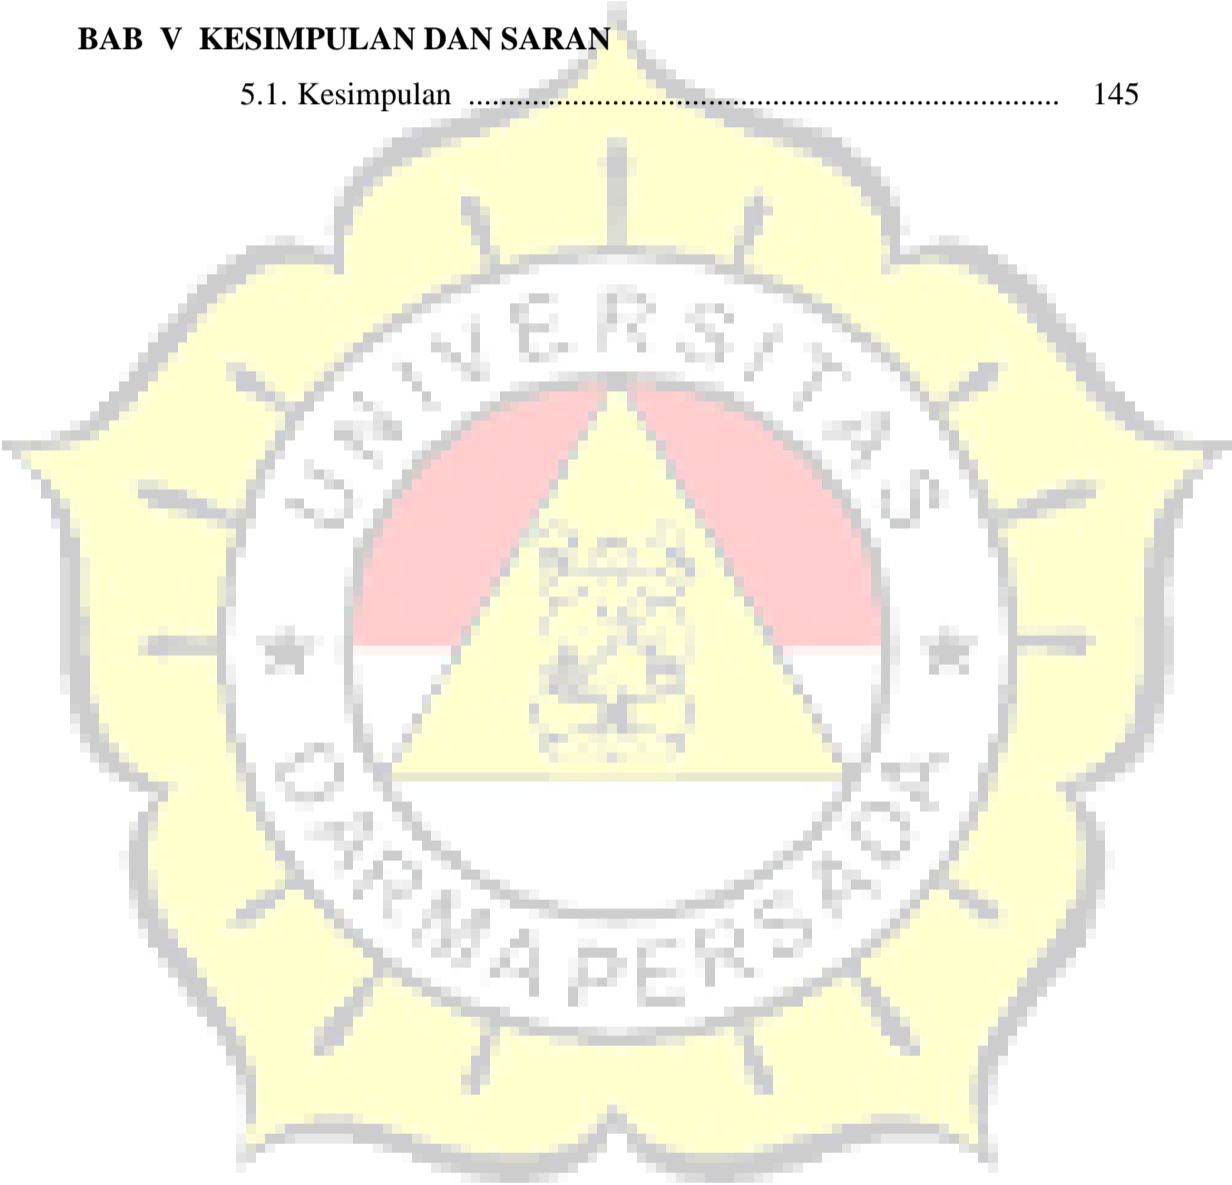 BAB V KESIMPULAN DAN SARAN
5.1. Kesimpulan ........................................................................... 145
UNIVERSITAS
DARMA PERSADA